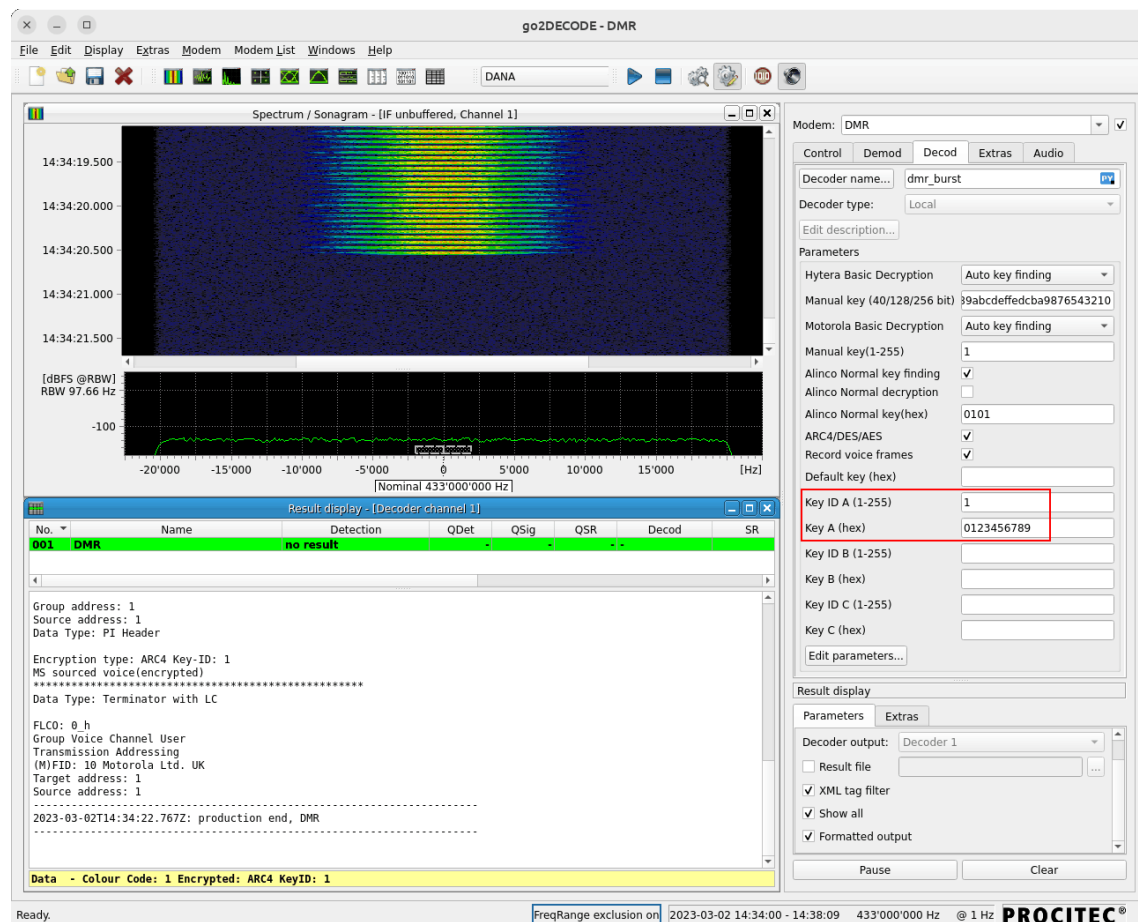 go2DECODE - DMR
File Edit Display Extras Modem Modem List Windows Help
DANA
Spectrum / Sonagram - [IF unbuffered, Channel 1]
14:34:19.500
14:34:20.000
14:34:20.500
14:34:21.000
14:34:21.500
[dBFS @RBW]
RBW 97.66 Hz
-100
-20'000 -15'000 -10'000 -5'000 0 5'000 10'000 15'000 [Hz]
Nominal 433'000'000 Hz
Result display - [Decoder channel 1]
No. Name Detection QDet QSig QSR Decod SR
001 DMR no result - - - -
Group address: 1
Source address: 1
Data Type: PI Header
Encryption type: ARC4 Key-ID: 1
MS sourced voice(encrypted)
****************************************************
Data Type: Terminator with LC
FLCO: 0_h
Group Voice Channel User
Transmission Addressing
(M)FID: 10 Motorola Ltd. UK
Target address: 1
Source address: 1
----------------------------------------------------------------------
2023-03-02T14:34:22.767Z: production end, DMR
----------------------------------------------------------------------
Data - Colour Code: 1 Encrypted: ARC4 KeyID: 1
Modem: DMR
Control Demod Decod Extras Audio
Decoder name... dmr_burst PY
Decoder type: Local
Edit description...
Parameters
Hytera Basic Decryption Auto key finding
Manual key (40/128/256 bit) 39abcdeffedcba9876543210
Motorola Basic Decryption Auto key finding
Manual key(1-255) 1
Alinco Normal key finding
Alinco Normal decryption
Alinco Normal key(hex) 0101
ARC4/DES/AES
Record voice frames
Default key (hex)
Key ID A (1-255) 1
Key A (hex) 0123456789
Key ID B (1-255)
Key B (hex)
Key ID C (1-255)
Key C (hex)
Edit parameters...
Result display
Parameters Extras
Decoder output: Decoder 1
Result file ...
XML tag filter
Show all
Formatted output
Pause Clear
Ready. FreqRange exclusion on 2023-03-02 14:34:00 - 14:38:09 433'000'000 Hz @ 1 Hz PROCITEC®